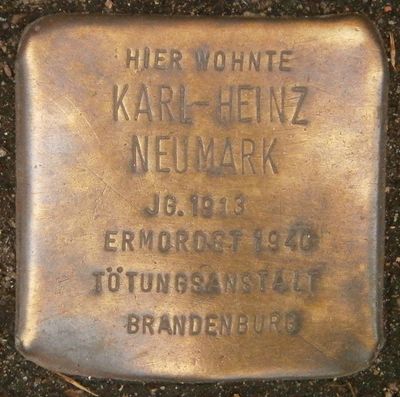 HIER WOHNTE
KARL-HEINZ
NEUMARK
JG. 1913
ERMORDET 1940
TÖTUNGSANSTALT
BRANDENBURG